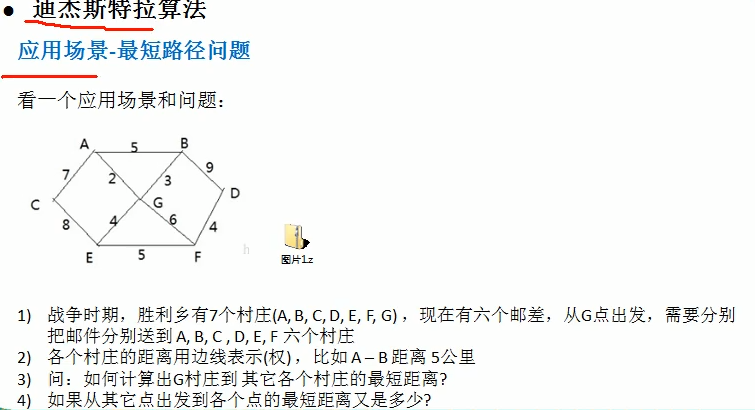 ● 迪杰斯特拉算法
应用场景-最短路径问题
看一个应用场景和问题：
A 5 B
7 2 3 9
C G D
8 4 6 4
E 5 F
h
图片1.z
1) 战争时期，胜利乡有7个村庄(A, B, C, D, E, F, G) ，现在有六个邮差，从G点出发，需要分别
把邮件分别送到 A, B, C , D, E, F 六个村庄
2) 各个村庄的距离用边线表示(权) ，比如 A – B 距离 5公里
3) 问：如何计算出G村庄到 其它各个村庄的最短距离?
4) 如果从其它点出发到各个点的最短距离又是多少?